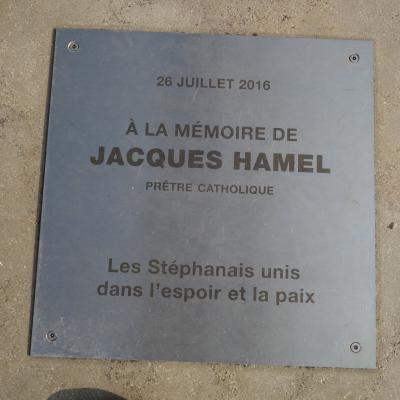 26 JUILLET 2016
À LA MÉMOIRE DE
JACQUES HAMEL
PRÊTRE CATHOLIQUE
Les Stéphanais unis
dans l'espoir et la paix